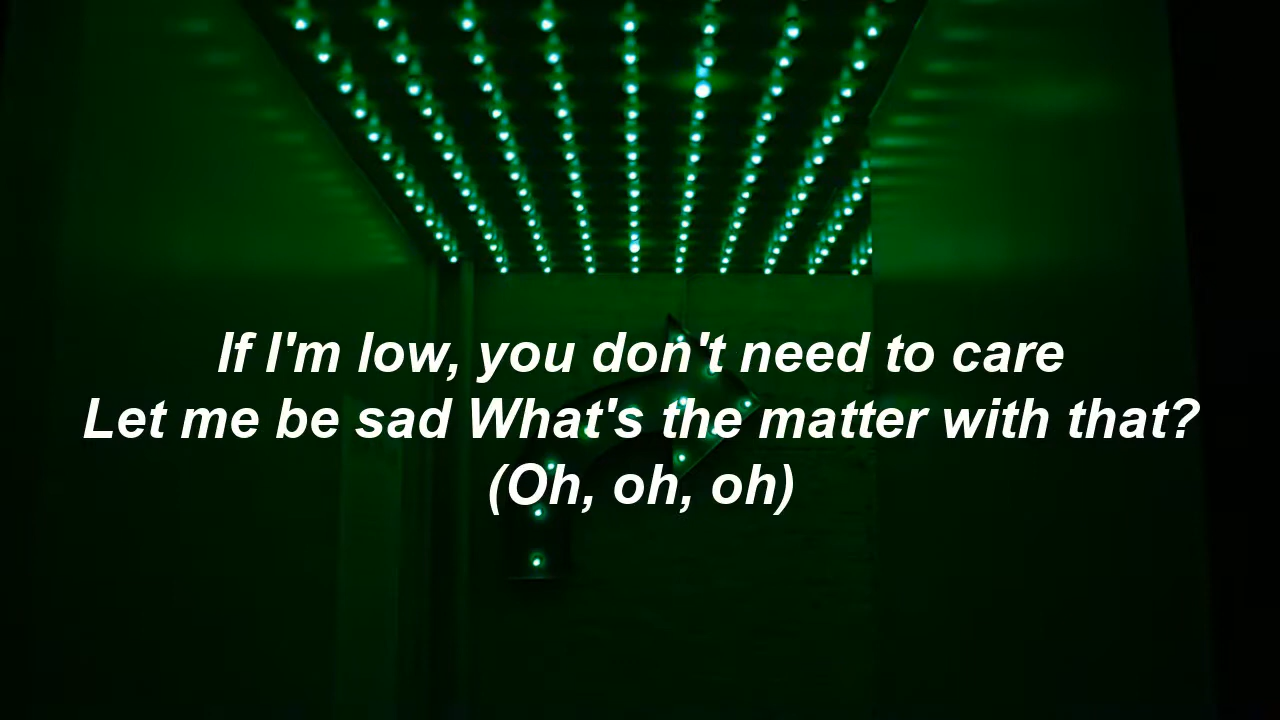 If I'm low, you don't need to care
Let me be sad What's the matter with that?
(Oh, oh, oh)